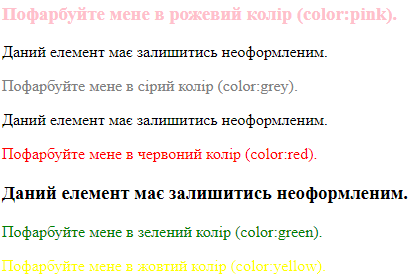 Пофарбуйте мене в рожевий колір (color:pink).
Даний елемент має залишитись неоформленим.
Пофарбуйте мене в сірий колір (color:grey).
Даний елемент має залишитись неоформленим.
Пофарбуйте мене в червоний колір (color:red).
Даний елемент має залишитись неоформленим.
Пофарбуйте мене в зелений колір (color:green).
Пофарбуйте мене в жовтий колір (color:yellow).